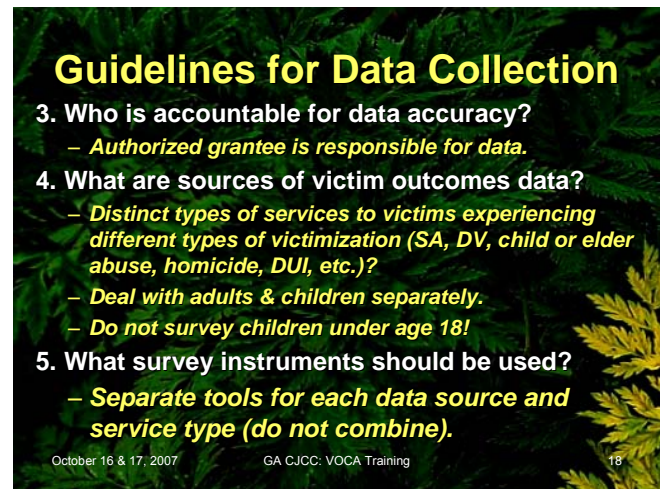 Guidelines for Data Collection
3. Who is accountable for data accuracy?
– Authorized grantee is responsible for data.
4. What are sources of victim outcomes data?
– Distinct types of services to victims experiencing
different types of victimization (SA, DV, child or elder
abuse, homicide, DUI, etc.)?
– Deal with adults & children separately.
– Do not survey children under age 18!
5. What survey instruments should be used?
– Separate tools for each data source and
service type (do not combine).
October 16 & 17, 2007 GA CJCC: VOCA Training 18